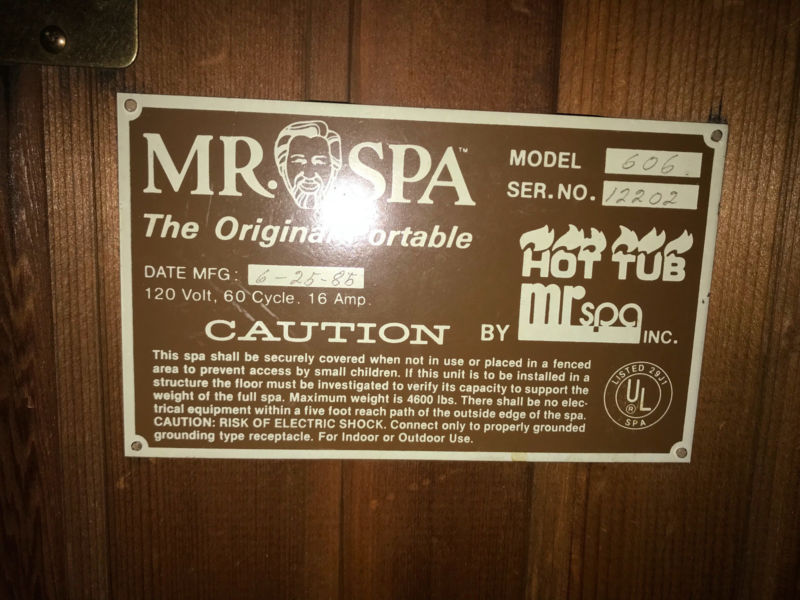 MR. SPA™
The Original Portable
MODEL 606.
SER. NO. 12202
DATE MFG: 6-25-85
120 Volt, 60 Cycle. 16 Amp.
HOT TUB
BY mr spa INC.
CAUTION
This spa shall be securely covered when not in use or placed in a fenced
area to prevent access by small children. If this unit is to be installed in a
structure the floor must be investigated to verify its capacity to support the
weight of the full spa. Maximum weight is 4600 lbs. There shall be no elec-
trical equipment within a five foot reach path of the outside edge of the spa.
CAUTION: RISK OF ELECTRIC SHOCK. Connect only to properly grounded
grounding type receptacle. For Indoor or Outdoor Use.
LISTED 29J1
UL®
SPA